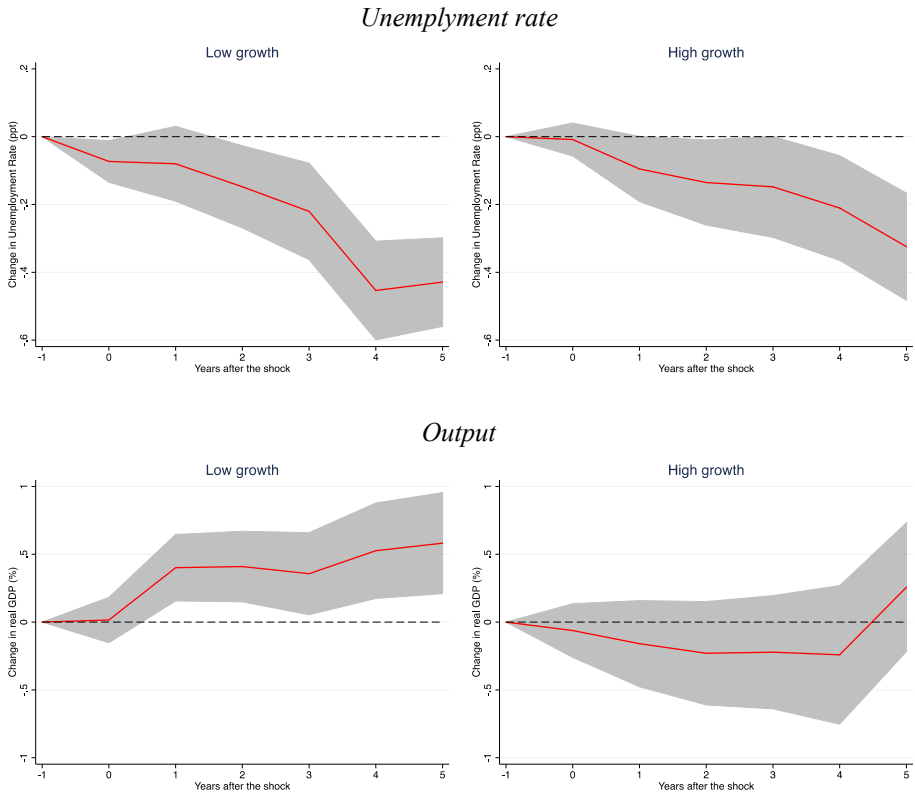 Unemplyment rate
Low growth
High growth
Change in Unemployment Rate (ppt)
.2
0
-.2
-.4
-.6
-1 0 1 2 3 4 5
Years after the shock
Change in Unemployment Rate (ppt)
.2
0
-.2
-.4
-.6
-1 0 1 2 3 4 5
Years after the shock
Output
Low growth
High growth
Change in real GDP (%)
1
.5
0
-.5
-1
-1 0 1 2 3 4 5
Years after the shock
Change in real GDP (%)
1
.5
0
-.5
-1
-1 0 1 2 3 4 5
Years after the shock